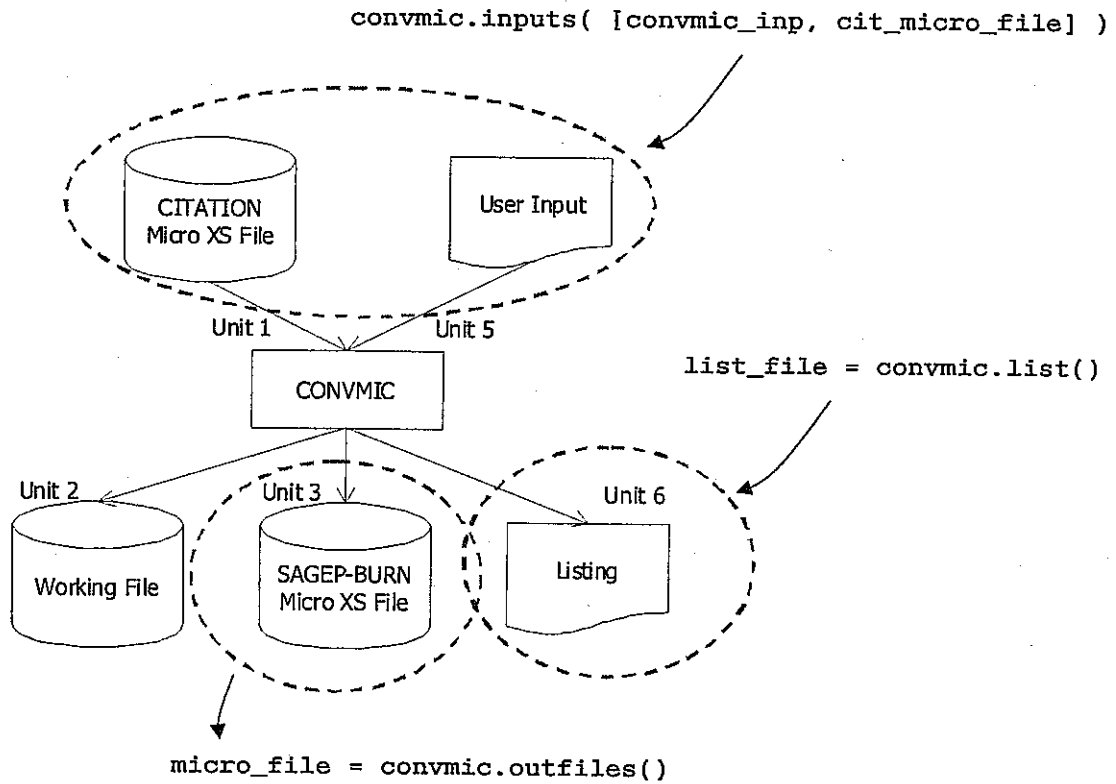 convmic.inputs( [convmic_inp, cit_micro_file] )
CITATION
Micro XS File
User Input
Unit 1
Unit 5
CONVMIC
list_file = convmic.list()
Unit 2
Unit 3
Unit 6
Working File
SAGEP-BURN
Micro XS File
Listing
micro_file = convmic.outfiles()